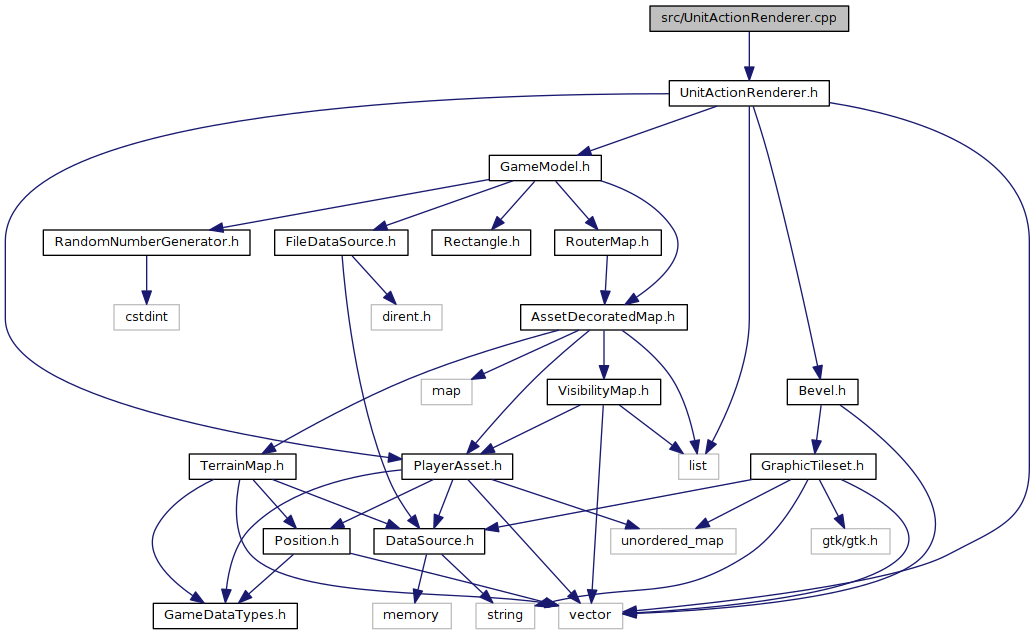 src/UnitActionRenderer.cpp
UnitActionRenderer.h
GameModel.h
RandomNumberGenerator.h
FileDataSource.h
Rectangle.h
RouterMap.h
cstdint
dirent.h
AssetDecoratedMap.h
map
VisibilityMap.h
Bevel.h
TerrainMap.h
PlayerAsset.h
list
GraphicTileset.h
Position.h
DataSource.h
unordered_map
gtk/gtk.h
GameDataTypes.h
memory
string
vector